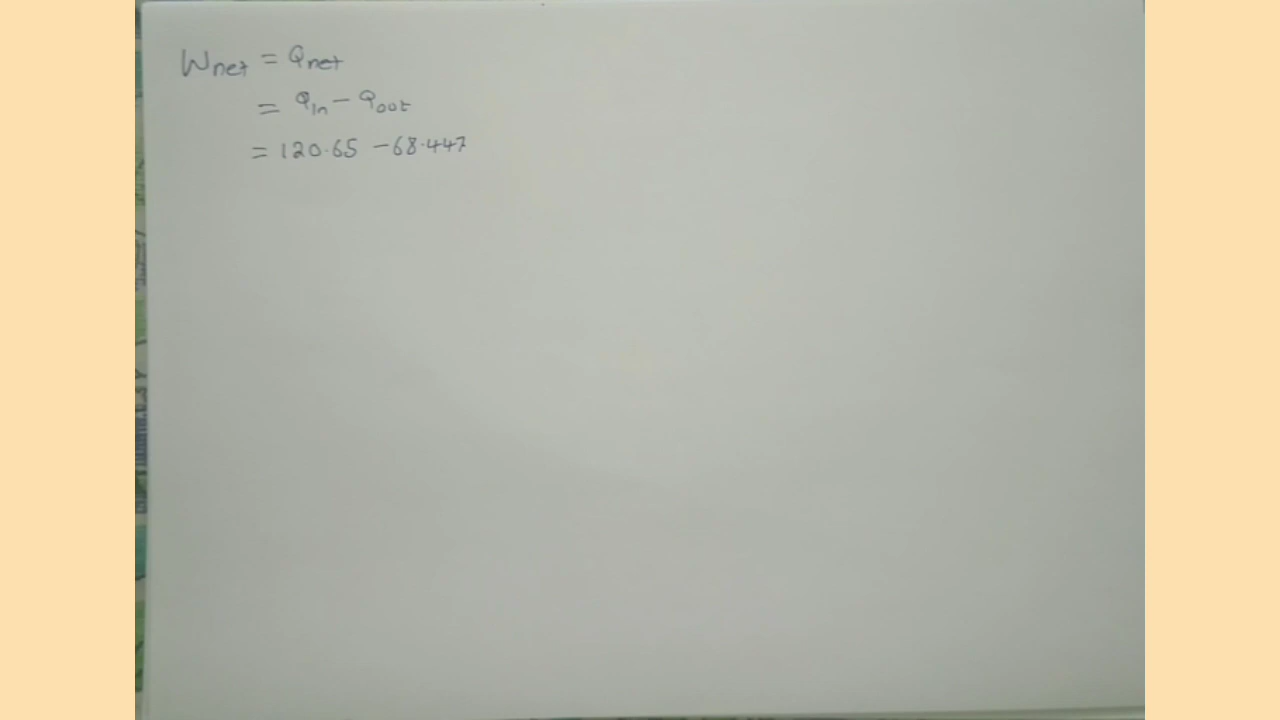 Wnet = Qnet
= Qin - Qout
= 120.65 - 68.447